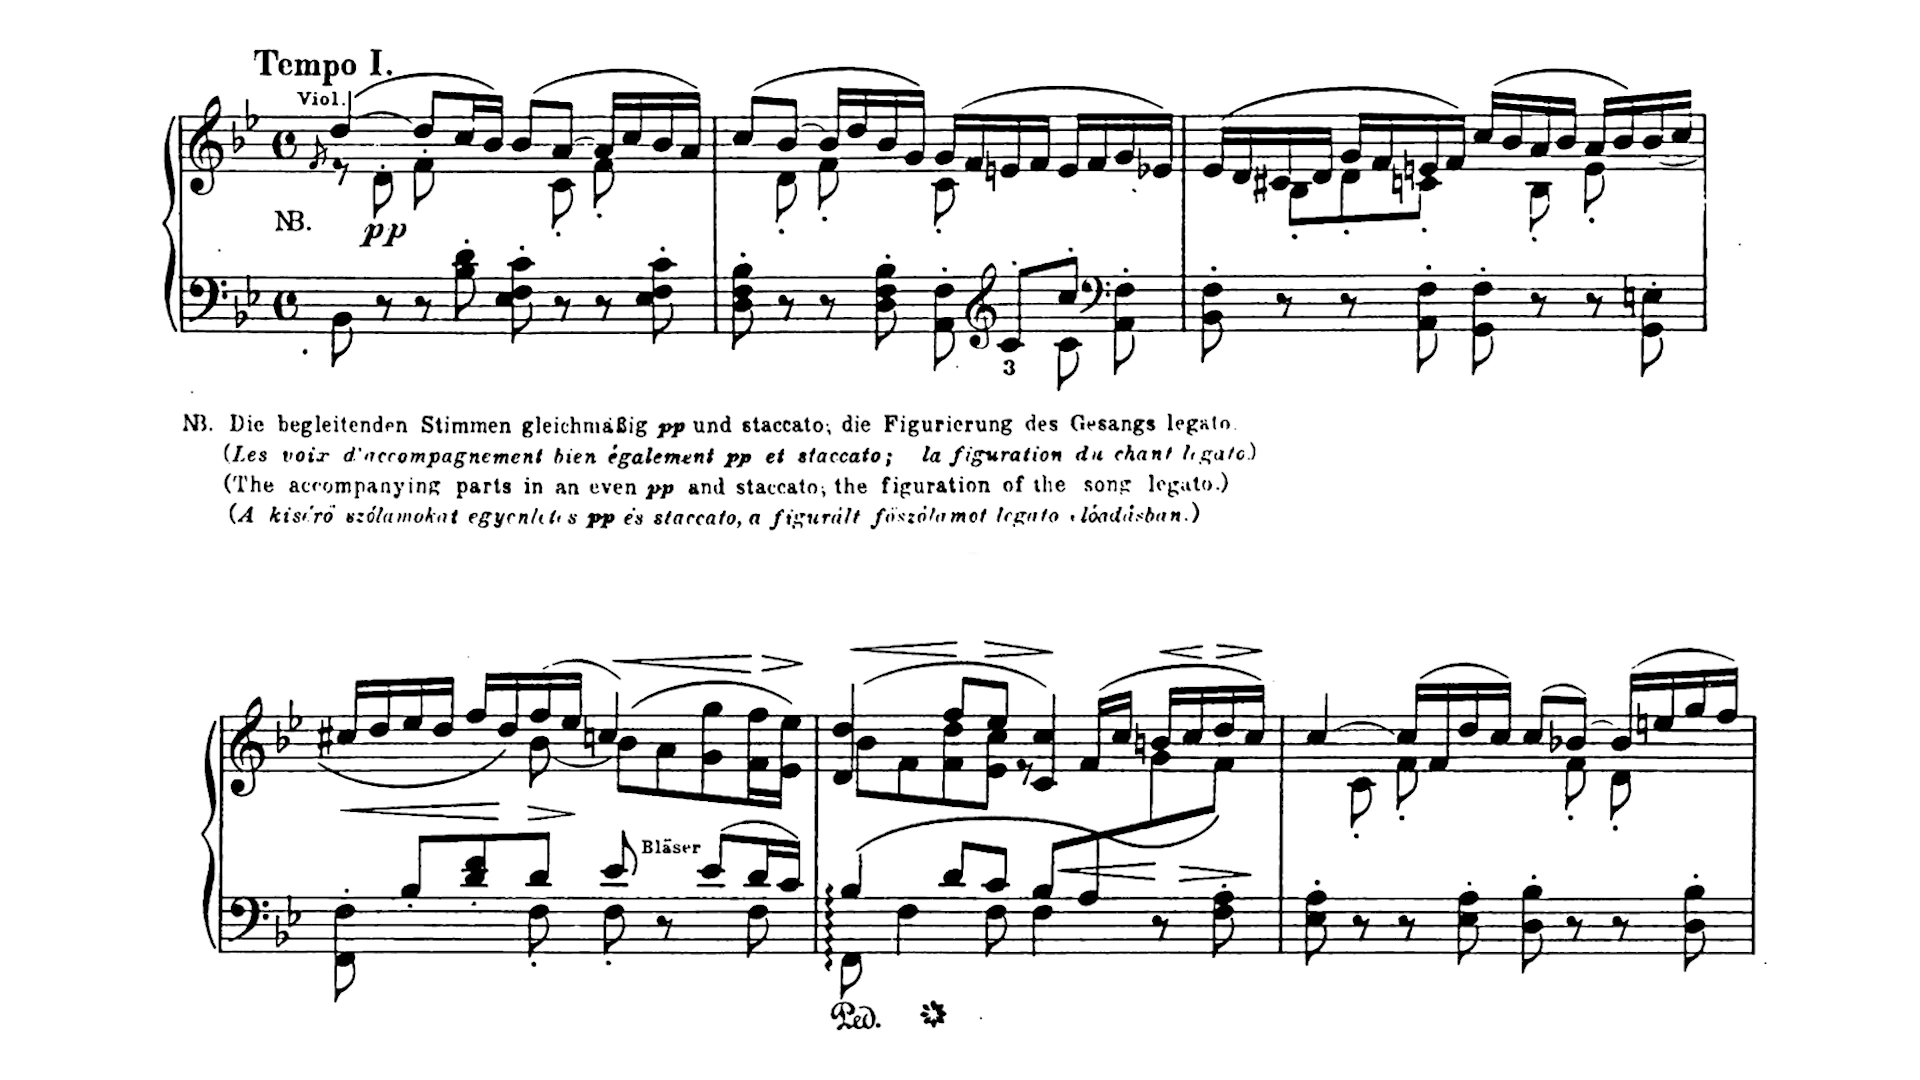 Tempo I.
Viol.
NB.
pp
3
NB. Die begleitenden Stimmen gleichmäßig pp und staccato; die Figurierung des Gesangs legato.
(Les voix d'accompagnement bien également pp et staccato; la figuration du chant legato.)
(The accompanying parts in an even pp and staccato; the figuration of the song legato.)
(A kisérő szólamokat egyenletes pp és staccato, a figurált főszólamot legato előadásban.)
Bläser
Ped.